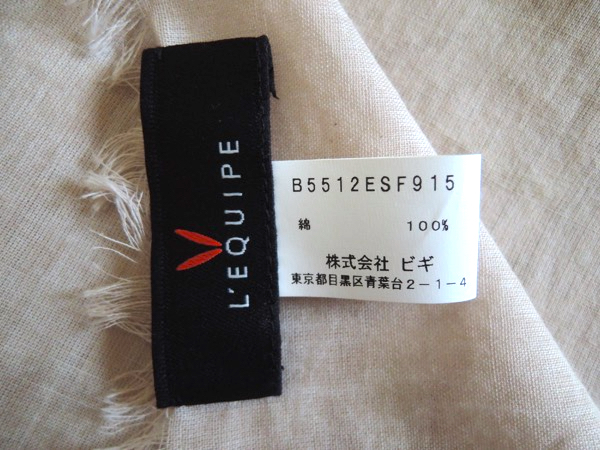 L'EQUIPE
B5512ESF915
綿 100%
株式会社 ビギ
東京都目黒区青葉台2-1-4